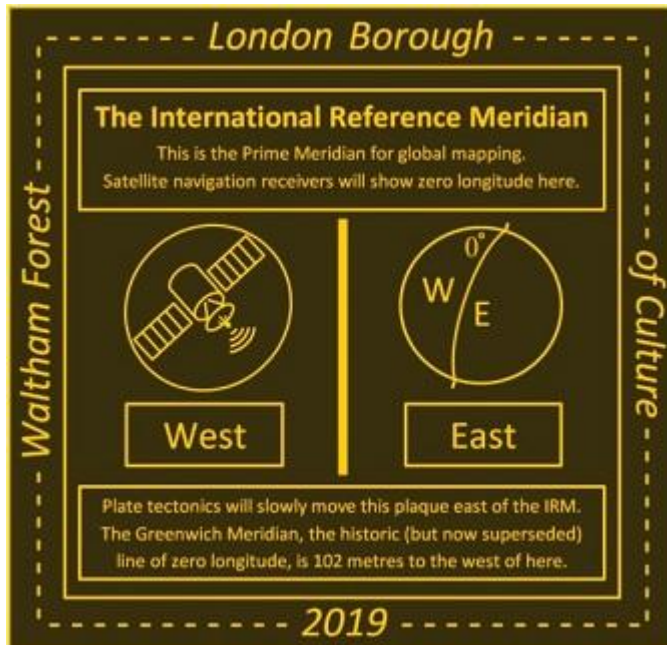 London Borough
Waltham Forest
of Culture
The International Reference Meridian
This is the Prime Meridian for global mapping.
Satellite navigation receivers will show zero longitude here.
0°
W
E
West
East
Plate tectonics will slowly move this plaque east of the IRM.
The Greenwich Meridian, the historic (but now superseded)
line of zero longitude, is 102 metres to the west of here.
2019